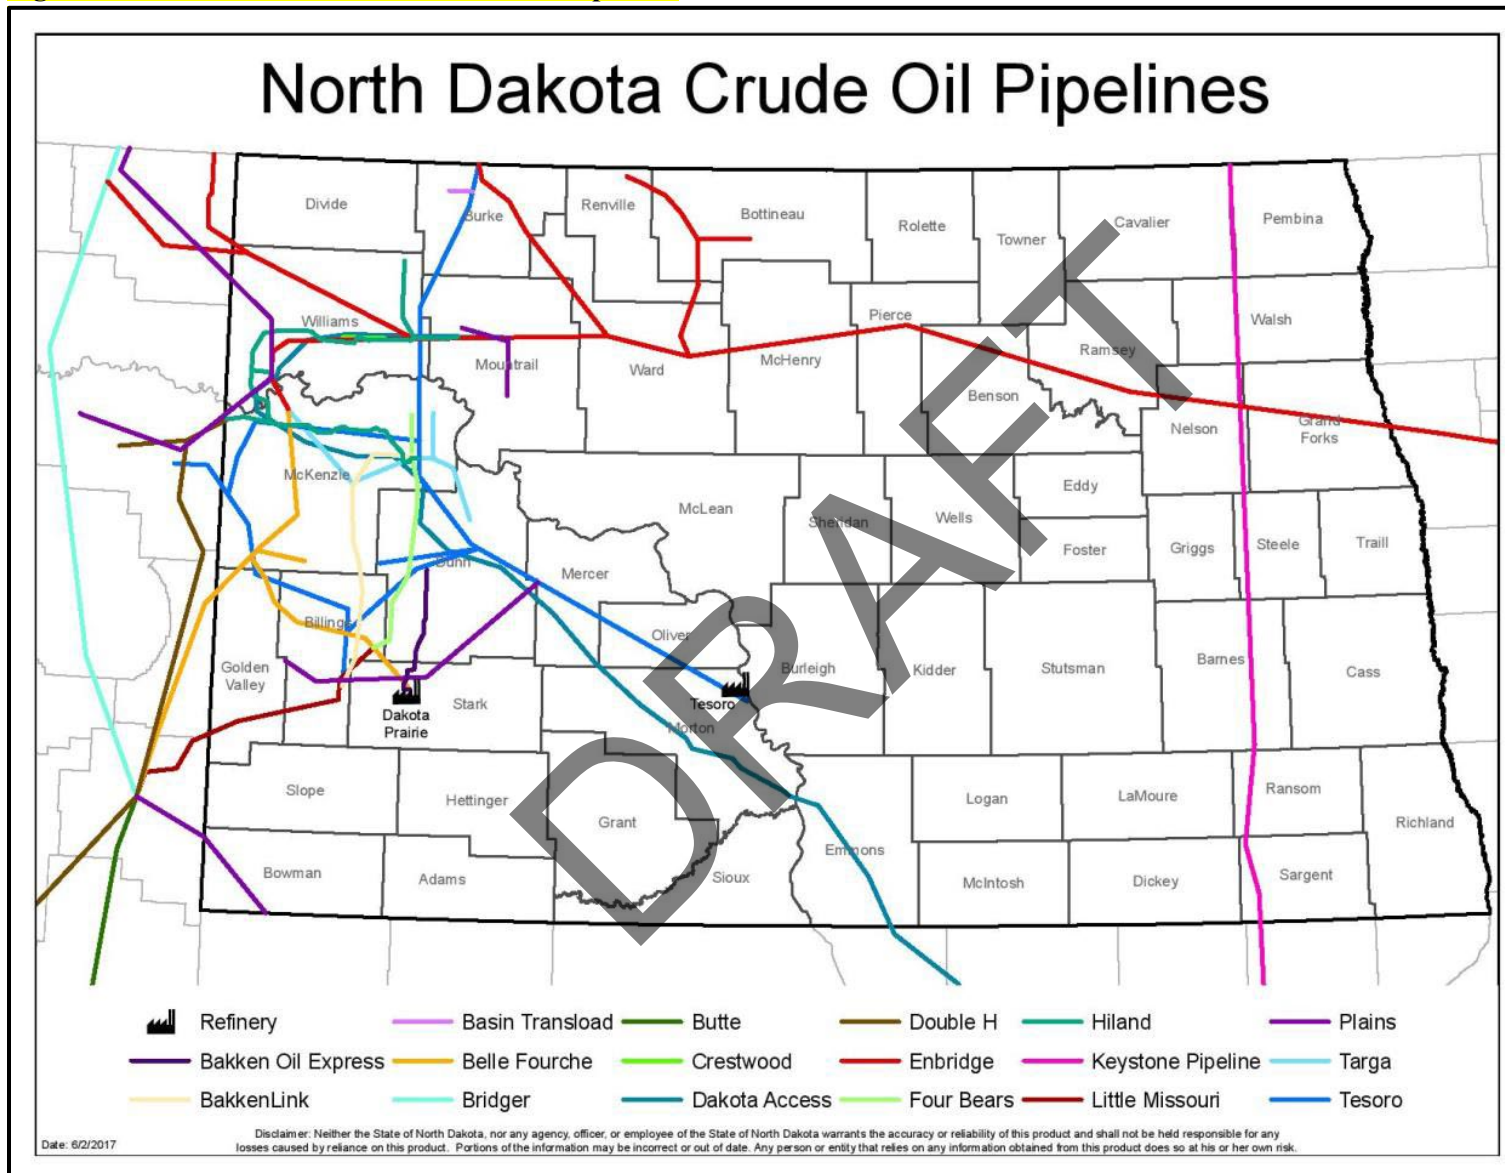 North Dakota Crude Oil Pipelines
Divide
Burke
Renville
Bottineau
Rolette
Towner
Cavalier
Pembina
Williams
Mountrail
Ward
McHenry
Pierce
Benson
Ramsey
Walsh
Nelson
Grand
Forks
McKenzie
McLean
Sheridan
Wells
Eddy
Foster
Griggs
Steele
Traill
Dunn
Mercer
Oliver
Billings
Golden
Valley
Stark
Dakota
Prairie
Tesoro
Morton
Burleigh
Kidder
Stutsman
Barnes
Cass
Slope
Hettinger
Grant
Sioux
Emmons
Logan
LaMoure
Ransom
Richland
Bowman
Adams
McIntosh
Dickey
Sargent
DRAFT
Refinery
Basin Transload
Butte
Double H
Hiland
Plains
Bakken Oil Express
Belle Fourche
Crestwood
Enbridge
Keystone Pipeline
Targa
BakkenLink
Bridger
Dakota Access
Four Bears
Little Missouri
Tesoro
Date: 6/2/2017
Disclaimer: Neither the State of North Dakota, nor any agency, officer, or employee of the State of North Dakota warrants the accuracy or reliability of this product and shall not be held responsible for any
losses caused by reliance on this product. Portions of the information may be incorrect or out of date. Any person or entity that relies on any information obtained from this product does so at his or her own risk.